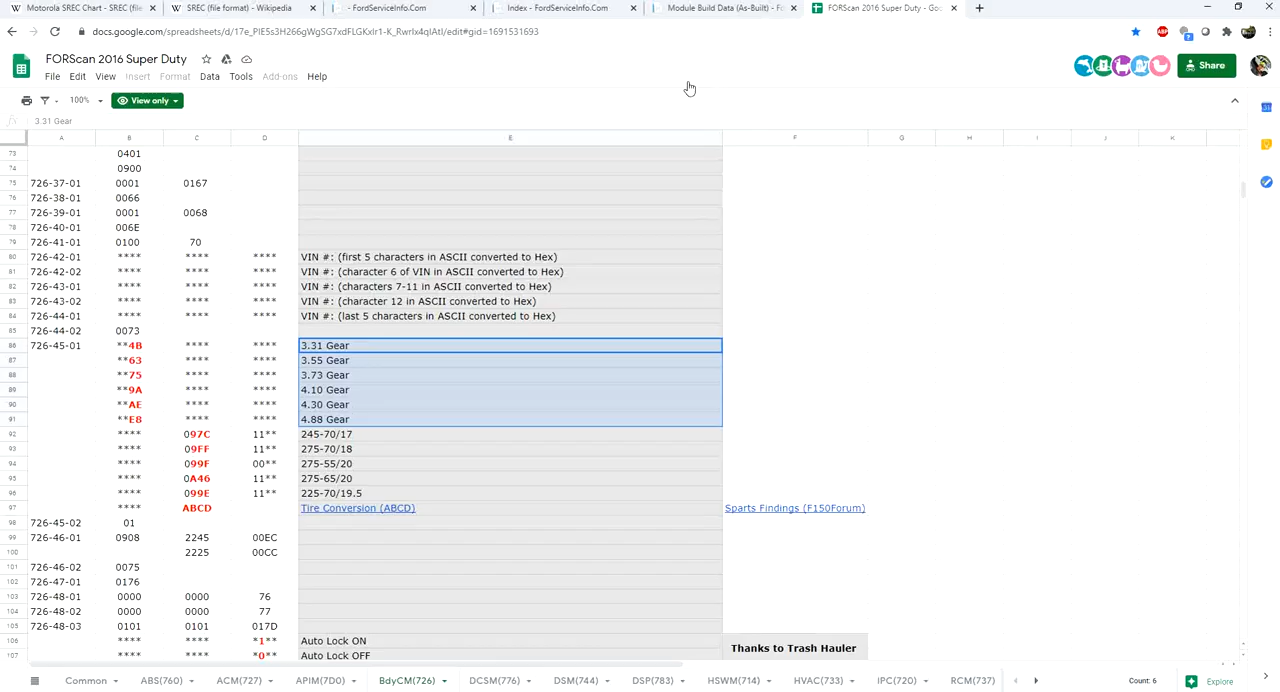 Motorola SREC Chart - SREC (file
SREC (file format) - Wikipedia
- FordServiceInfo.Com
Index - FordServiceInfo.Com
Module Build Data (As-Built) - Fo
FORScan 2016 Super Duty - Goo
FORScan 2016 Super Duty
File Edit View Insert Format Data Tools Add-ons Help
Share
100% View only
3.31 Gear
A B C D E F G H I J K
73 0401
74 0900
75 726-37-01 0001 0167
76 726-38-01 0066
77 726-39-01 0001 0068
78 726-40-01 006E
79 726-41-01 0100 70
80 726-42-01 **** **** **** VIN #: (first 5 characters in ASCII converted to Hex)
81 726-42-02 **** **** **** VIN #: (character 6 of VIN in ASCII converted to Hex)
82 726-43-01 **** **** **** VIN #: (characters 7-11 in ASCII converted to Hex)
83 726-43-02 **** **** **** VIN #: (character 12 in ASCII converted to Hex)
84 726-44-01 **** **** **** VIN #: (last 5 characters in ASCII converted to Hex)
85 726-44-02 0073
86 726-45-01 **4B **** **** 3.31 Gear
87 **63 **** **** 3.55 Gear
88 **75 **** **** 3.73 Gear
89 **9A **** **** 4.10 Gear
90 **AE **** **** 4.30 Gear
91 **E8 **** **** 4.88 Gear
92 **** 097C 11** 245-70/17
93 **** 09FF 11** 275-70/18
94 **** 099F 00** 275-55/20
95 **** 0A46 11** 275-65/20
96 **** 099E 11** 225-70/19.5
97 **** ABCD Tire Conversion (ABCD) Sparts Findings (F150Forum)
98 726-45-02 01
99 726-46-01 0908 2245 00EC
100 2225 00CC
101 726-46-02 0075
102 726-47-01 0176
103 726-48-01 0000 0000 76
104 726-48-02 0000 0000 77
105 726-48-03 0101 0101 017D
106 **** **** *1** Auto Lock ON
Thanks to Trash Hauler
107 **** **** *0** Auto Lock OFF
Common ABS(760) ACM(727) APIM(7D0) BdyCM(726) DCSM(776) DSM(744) DSP(783) HSWM(714) HVAC(733) IPC(720) RCM(737) Count: 6 Explore